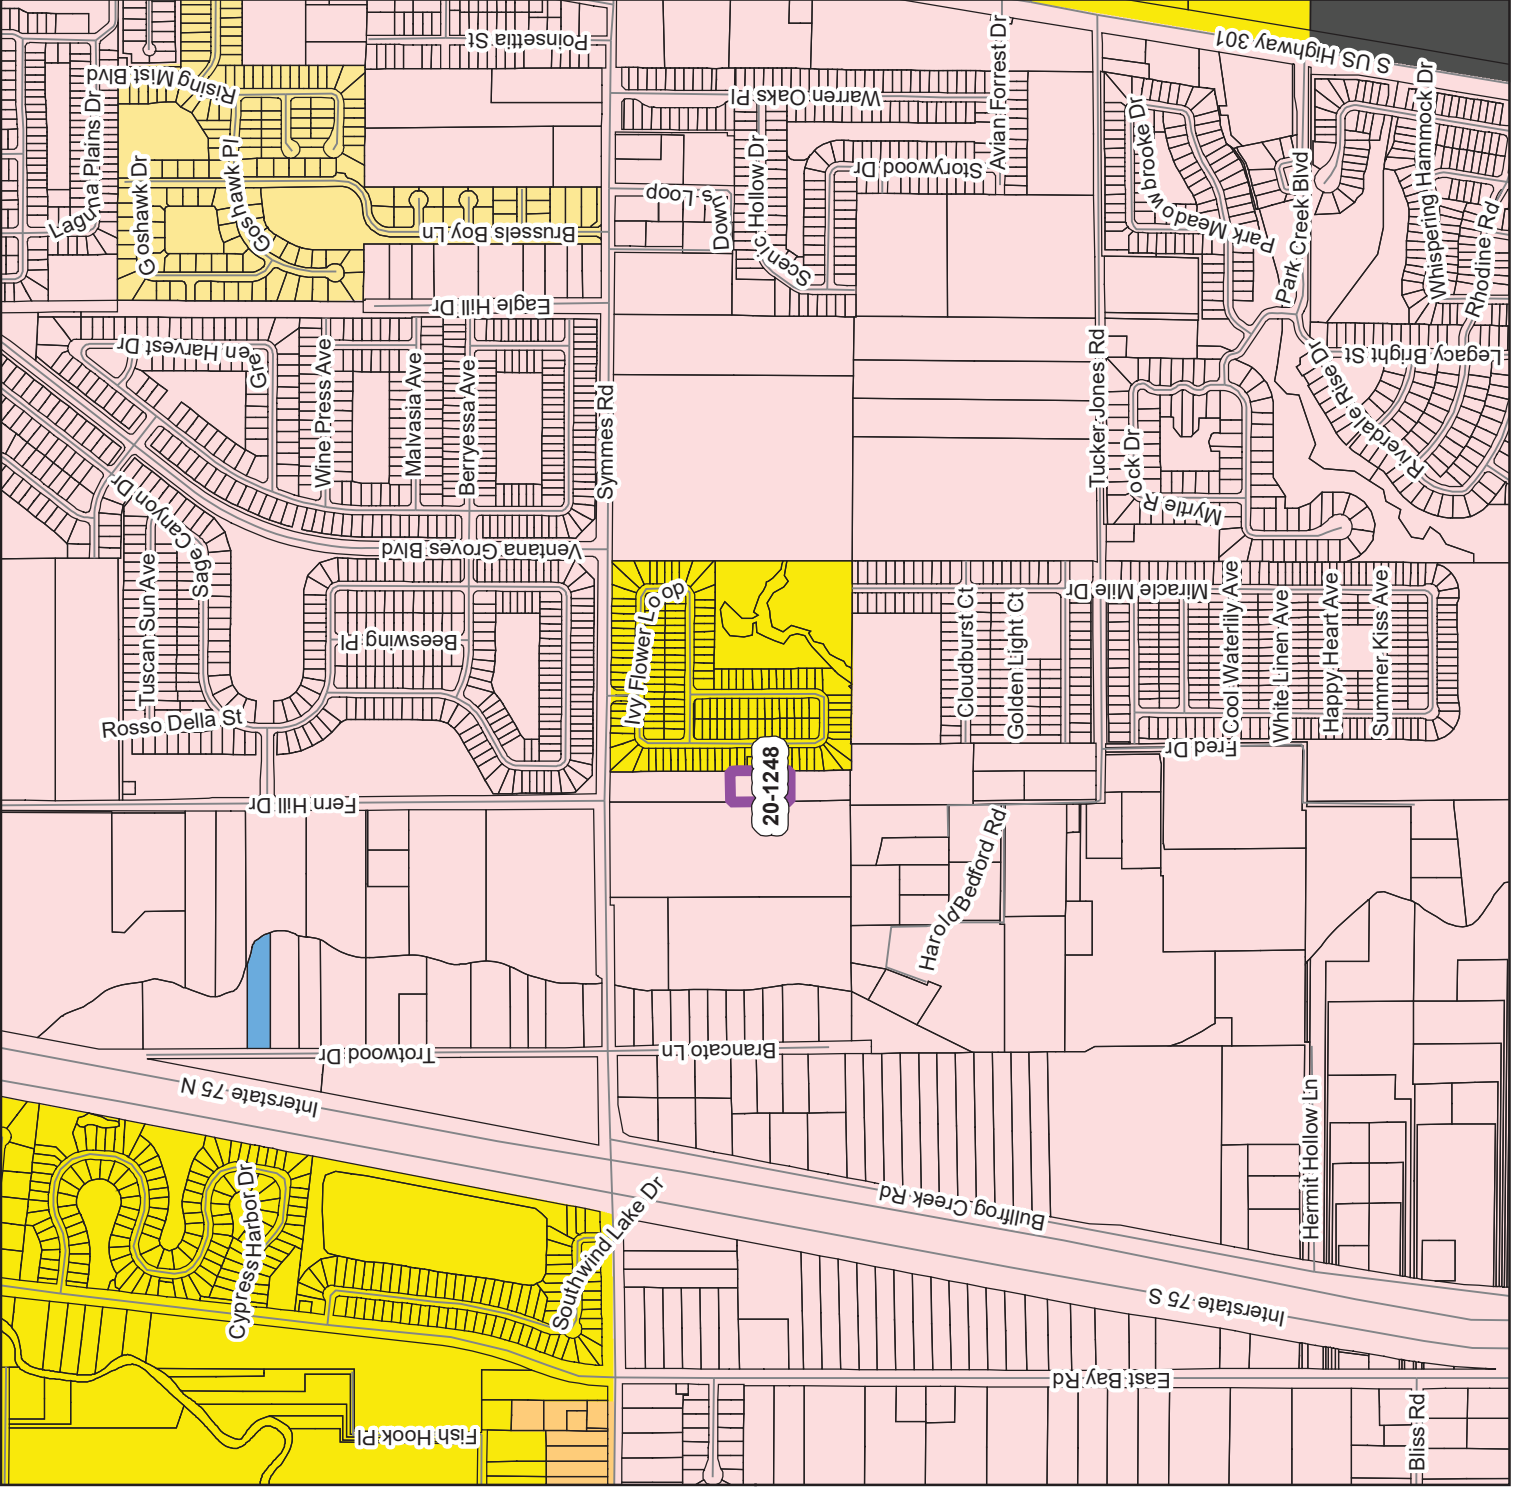 Poinsettia St
S US Highway 301
Rising Mist Blvd
Laguna Plains Dr
Warren Oaks Pl
Avian Forrest Dr
Whispering Hammock Dr
Park Meadowbrooke Dr
Goshawk Dr
Goshawk Pl
Scenic Hollow Dr
Storywood Dr
Park Creek Blvd
Downs Loop
Brussels Boy Ln
Rhodine Rd
Eagle Hill Dr
Green Harvest Dr
Wine Press Ave
Malvasia Ave
Berryessa Ave
Symmes Rd
Tucker Jones Rd
Legacy Bright St
Riverdale Rise Dr
Myrtle Rock Dr
Sage Canyon Dr
Ventana Groves Blvd
Tuscan Sun Ave
Beeswing Pl
Ivy Flower Loop
Miracle Mile Dr
Cloudburst Ct
Golden Light Ct
Cool Waterlily Ave
White Linen Ave
Happy Heart Ave
Summer Kiss Ave
Rosso Della St
Fred Dr
20-1248
Fern Hill Dr
Harold Bedford Rd
Trotwood Dr
Brancato Ln
Interstate 75 N
Hermit Hollow Ln
Cypress Harbor Dr
Southwind Lake Dr
Bullfrog Creek Rd
Interstate 75 S
East Bay Rd
Fish Hook Pl
Bliss Rd